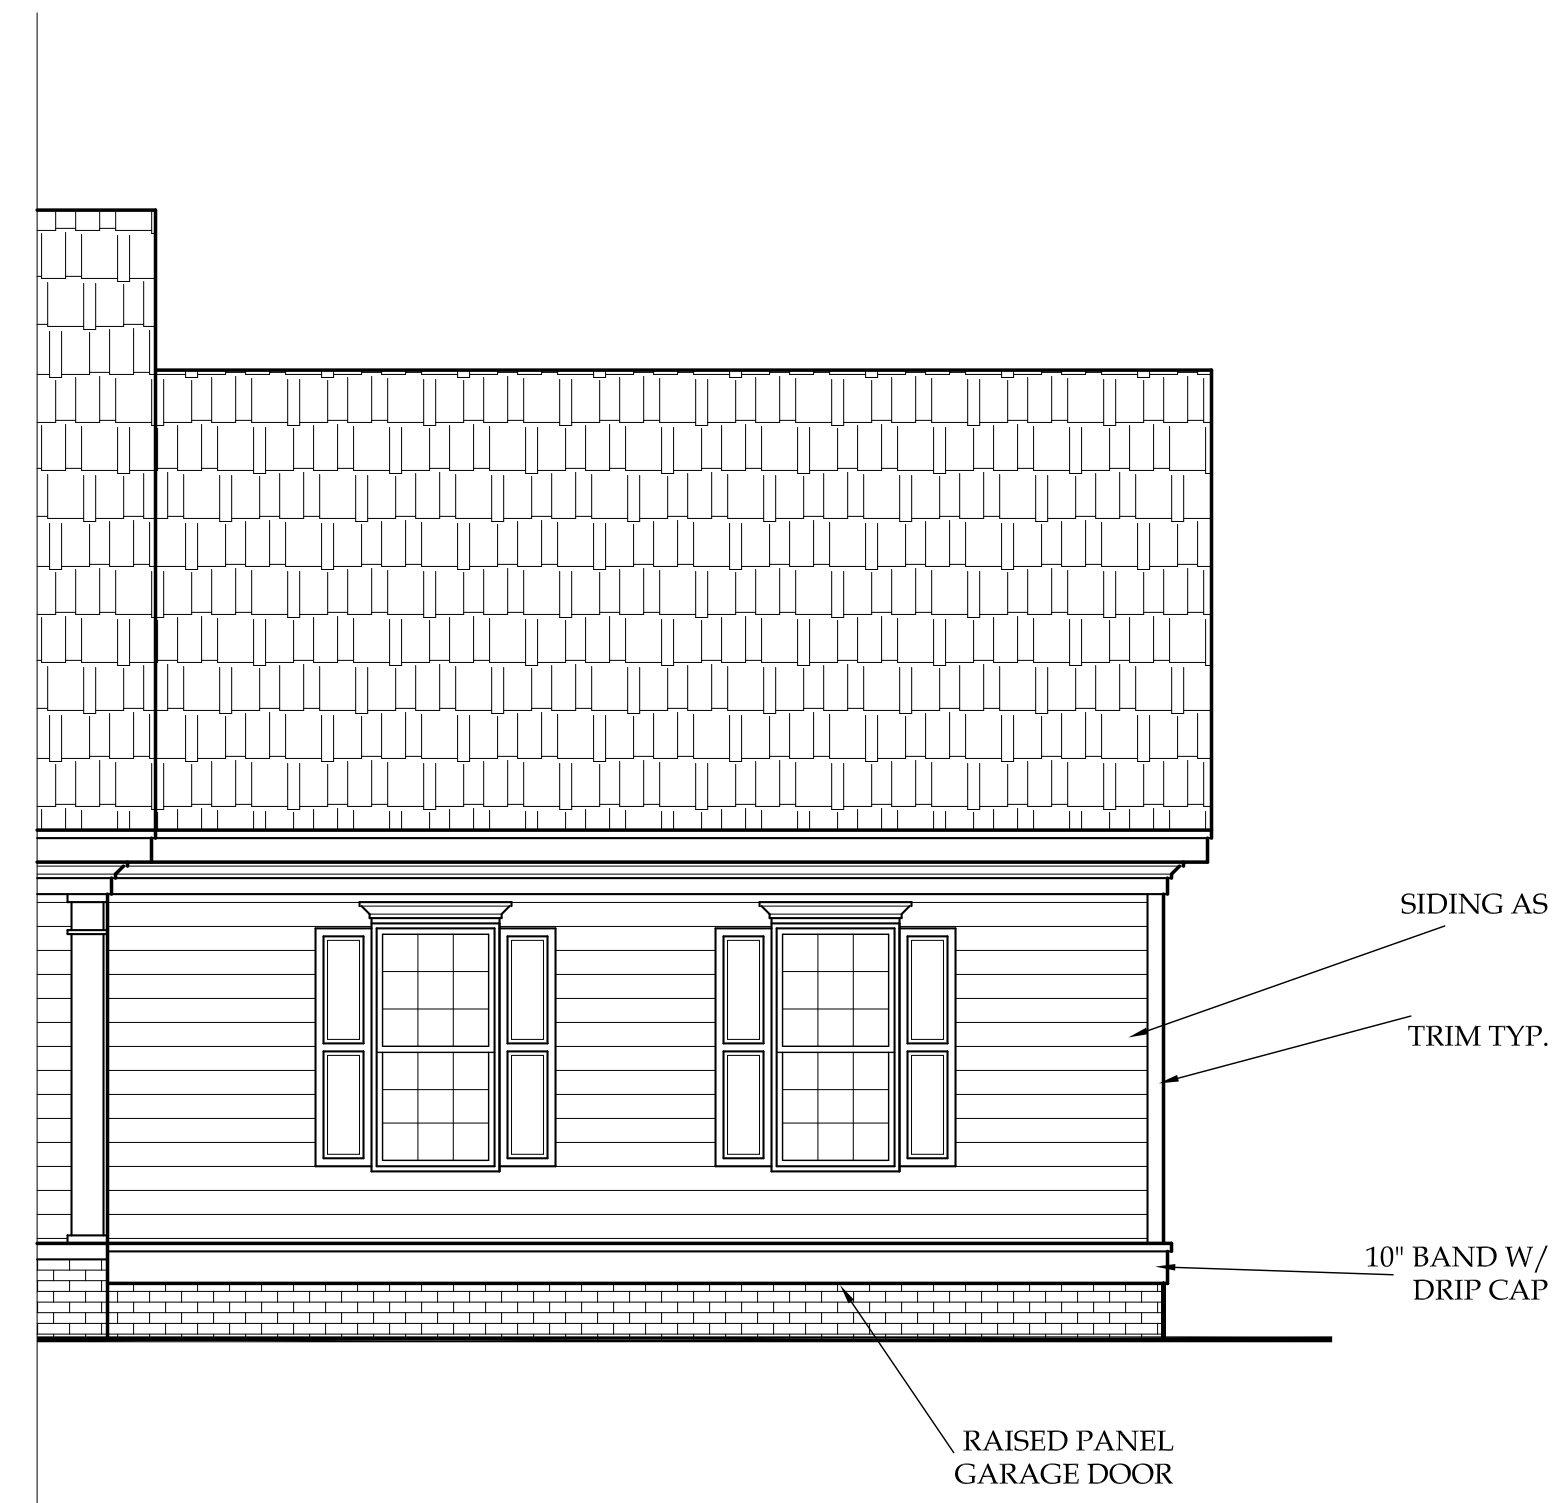 SIDING AS
TRIM TYP.
10" BAND W/
DRIP CAP
RAISED PANEL
GARAGE DOOR